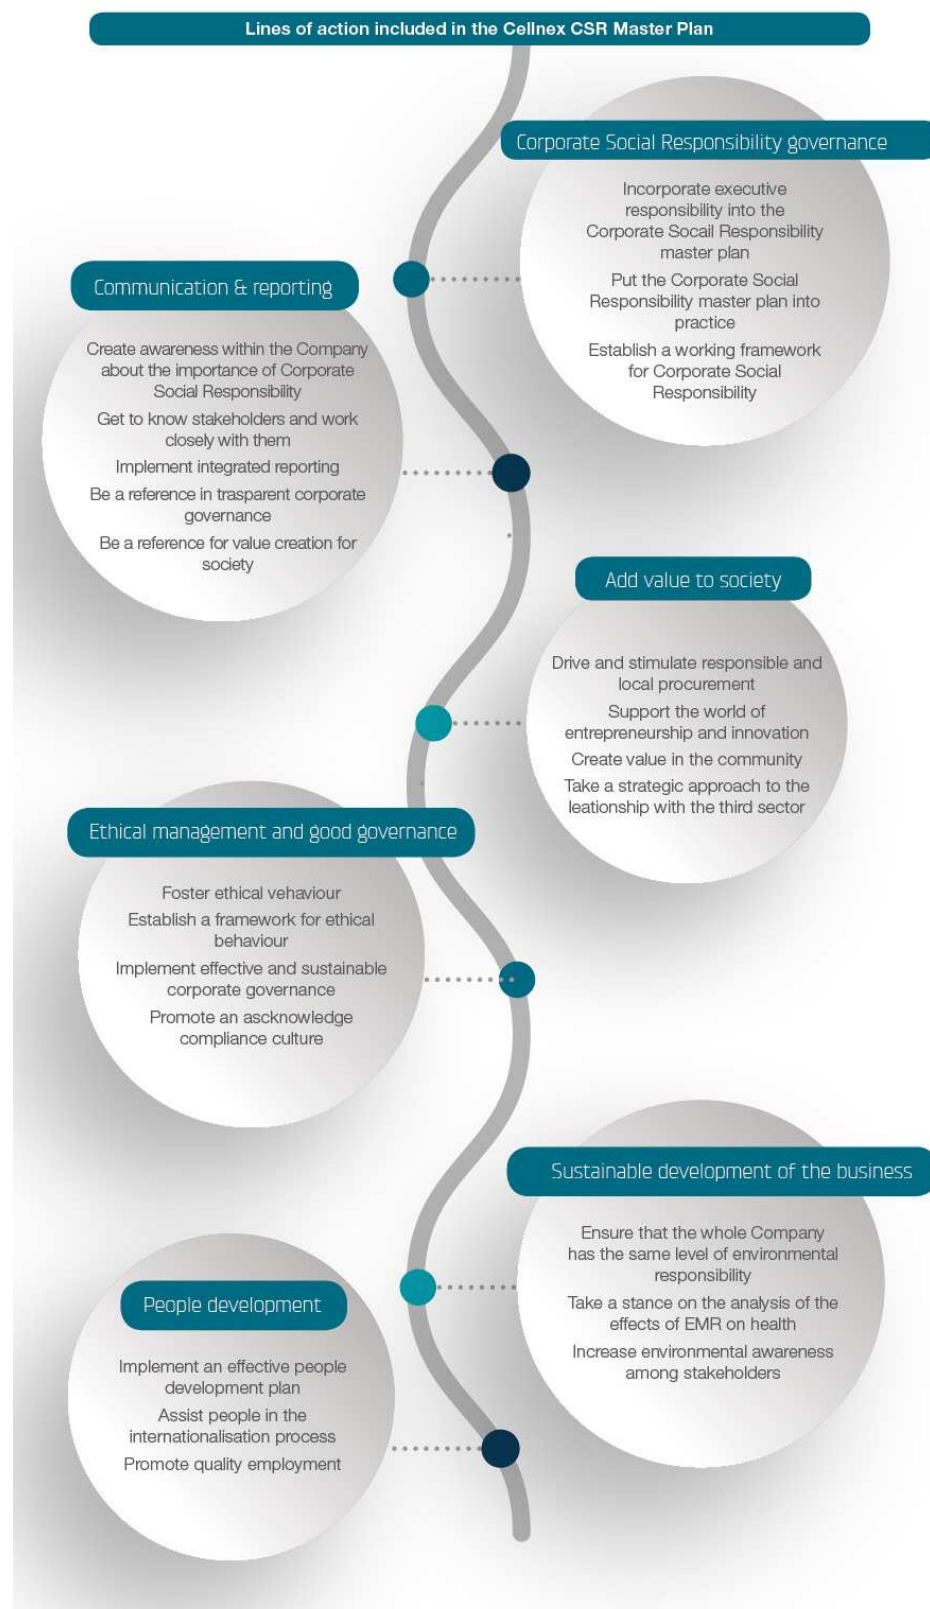 Lines of action included in the Cellnex CSR Master Plan
Corporate Social Responsibility governance
Incorporate executive
responsibility into the
Corporate Socail Responsibility
master plan
Put the Corporate Social
Responsibility master plan into
practice
Establish a working framework
for Corporate Social
Responsibility
Communication & reporting
Create awareness within the Company
about the importance of Corporate
Social Responsibility
Get to know stakeholders and work
closely with them
Implement integrated reporting
Be a reference in trasparent corporate
governance
Be a reference for value creation for
society
Add value to society
Drive and stimulate responsible and
local procurement
Support the world of
entrepreneurship and innovation
Create value in the community
Take a strategic approach to the
leationship with the third sector
Ethical management and good governance
Foster ethical vehaviour
Establish a framework for ethical
behaviour
Implement effective and sustainable
corporate governance
Promote an ascknowledge
compliance culture
Sustainable development of the business
Ensure that the whole Company
has the same level of environmental
responsibility
Take a stance on the analysis of the
effects of EMR on health
Increase environmental awareness
among stakeholders
People development
Implement an effective people
development plan
Assist people in the
internationalisation process
Promote quality employment